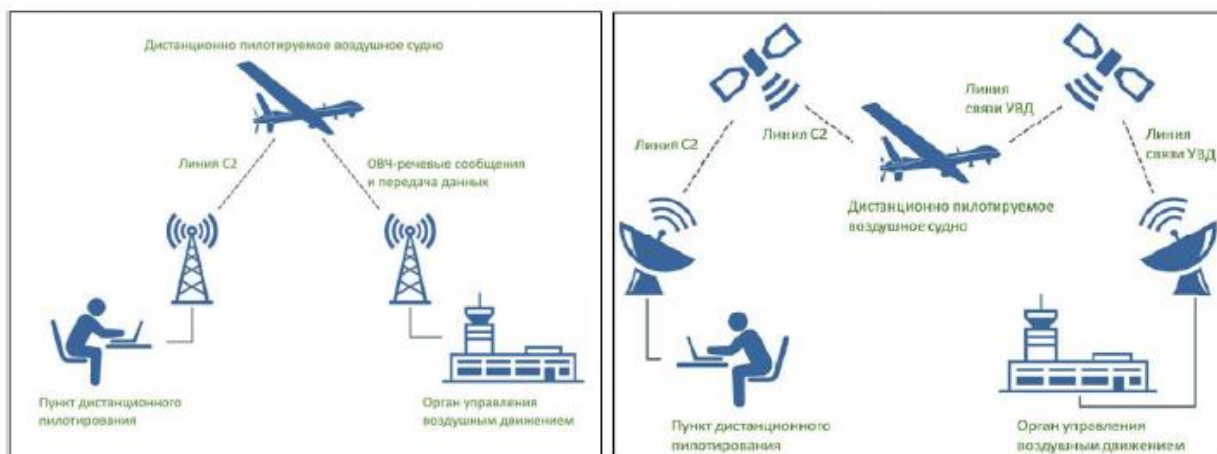 Дистанционно пилотируемое воздушное судно
Линия С2
ОВЧ-речевые сообщения
и передача данных
Пункт дистанционного
пилотирования
Орган управления
воздушным движением
Линия С2
Линия С2
Линия
связи УВД
Линия
связи УВД
Дистанционно пилотируемое
воздушное судно
Пункт дистанционного
пилотирования
Орган управления
воздушным движением